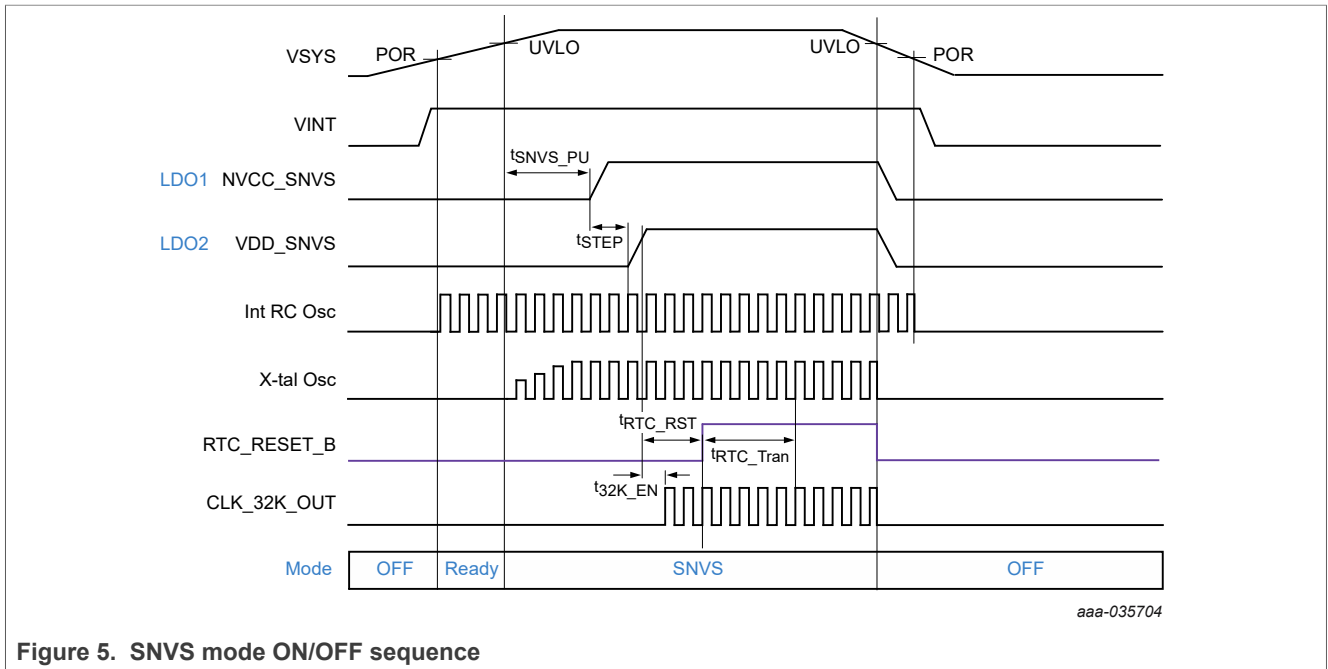 VSYS POR UVLO UVLO POR
VINT
LDO1 NVCC_SNVS tSNVS_PU
LDO2 VDD_SNVS tSTEP
Int RC Osc
X-tal Osc
RTC_RESET_B tRTC_RST tRTC_Tran
CLK_32K_OUT t32K_EN
Mode OFF Ready SNVS OFF
aaa-035704
Figure 5. SNVS mode ON/OFF sequence